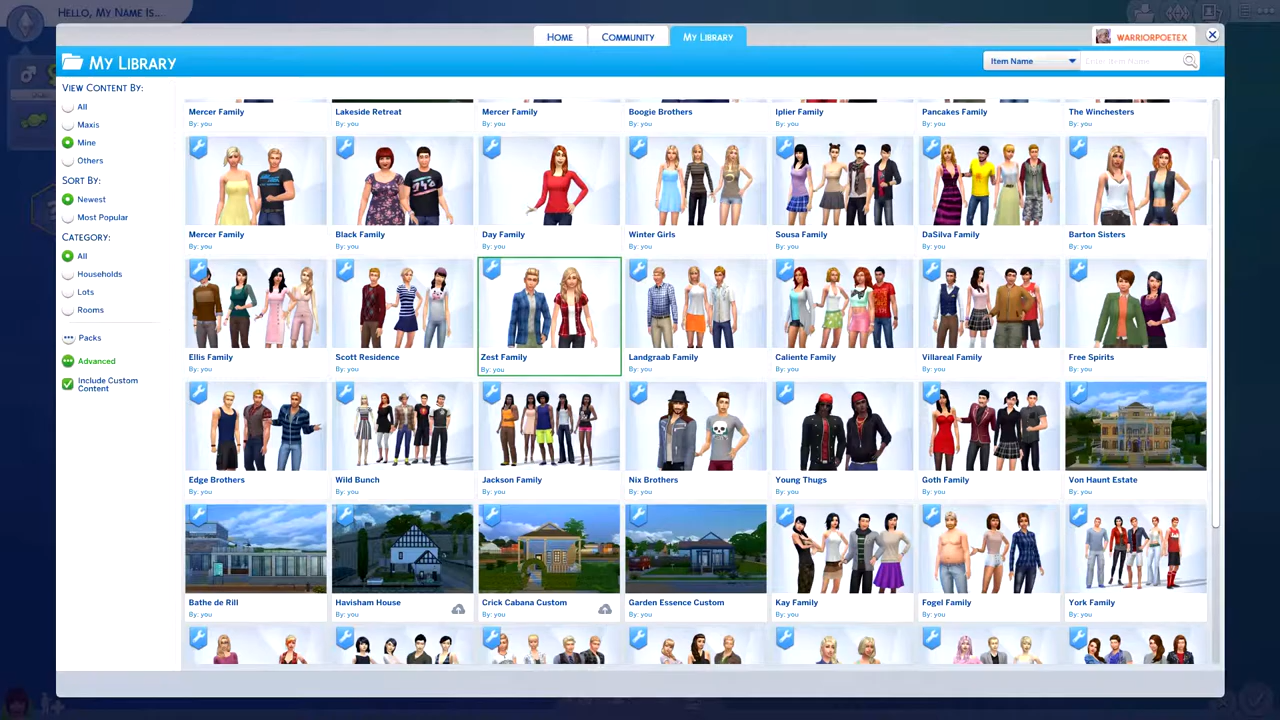 Hello, My Name Is...
Home
Community
My Library
WARRIORPOETEX
My Library
Item Name
Enter Item Name
View Content By:
All
Maxis
Mine
Others
Sort By:
Newest
Most Popular
Category:
All
Households
Lots
Rooms
Packs
Advanced
Include Custom
Content
Mercer Family
By: you
Lakeside Retreat
By: you
Mercer Family
By: you
Boogie Brothers
By: you
Iplier Family
By: you
Pancakes Family
By: you
The Winchesters
By: you
Mercer Family
By: you
Black Family
By: you
Day Family
By: you
Winter Girls
By: you
Sousa Family
By: you
DaSilva Family
By: you
Barton Sisters
By: you
Ellis Family
By: you
Scott Residence
By: you
Zest Family
By: you
Landgraab Family
By: you
Caliente Family
By: you
Villareal Family
By: you
Free Spirits
By: you
Edge Brothers
By: you
Wild Bunch
By: you
Jackson Family
By: you
Nix Brothers
By: you
Young Thugs
By: you
Goth Family
By: you
Von Haunt Estate
By: you
Bathe de Rill
By: you
Havisham House
By: you
Crick Cabana Custom
By: you
Garden Essence Custom
By: you
Kay Family
By: you
Fogel Family
By: you
York Family
By: you